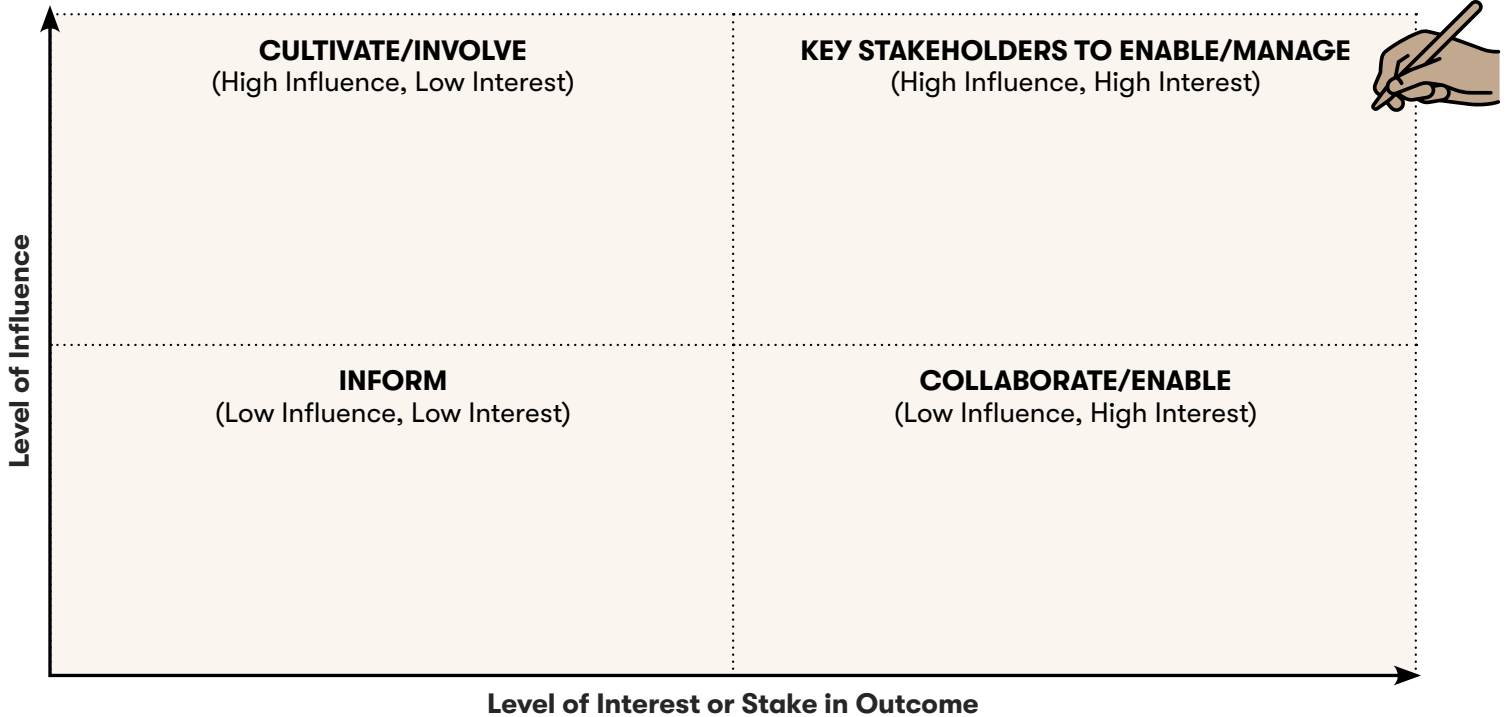 CULTIVATE/INVOLVE
(High Influence, Low Interest)
KEY STAKEHOLDERS TO ENABLE/MANAGE
(High Influence, High Interest)
Level of Influence
INFORM
(Low Influence, Low Interest)
COLLABORATE/ENABLE
(Low Influence, High Interest)
Level of Interest or Stake in Outcome